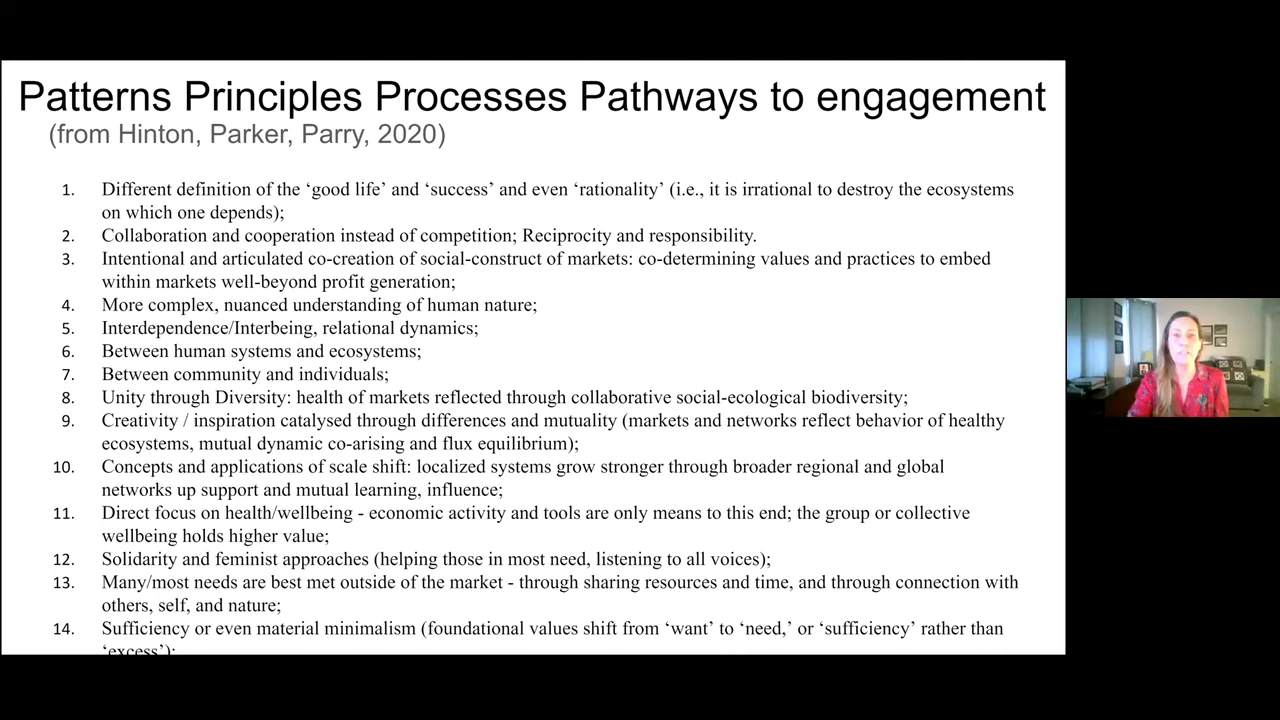 Patterns Principles Processes Pathways to engagement
(from Hinton, Parker, Parry, 2020)
1. Different definition of the ‘good life’ and ‘success’ and even ‘rationality’ (i.e., it is irrational to destroy the ecosystems
on which one depends);
2. Collaboration and cooperation instead of competition; Reciprocity and responsibility.
3. Intentional and articulated co-creation of social-construct of markets: co-determining values and practices to embed
within markets well-beyond profit generation;
4. More complex, nuanced understanding of human nature;
5. Interdependence/Interbeing, relational dynamics;
6. Between human systems and ecosystems;
7. Between community and individuals;
8. Unity through Diversity: health of markets reflected through collaborative social-ecological biodiversity;
9. Creativity / inspiration catalysed through differences and mutuality (markets and networks reflect behavior of healthy
ecosystems, mutual dynamic co-arising and flux equilibrium);
10. Concepts and applications of scale shift: localized systems grow stronger through broader regional and global
networks up support and mutual learning, influence;
11. Direct focus on health/wellbeing - economic activity and tools are only means to this end; the group or collective
wellbeing holds higher value;
12. Solidarity and feminist approaches (helping those in most need, listening to all voices);
13. Many/most needs are best met outside of the market - through sharing resources and time, and through connection with
others, self, and nature;
14. Sufficiency or even material minimalism (foundational values shift from ‘want’ to ‘need,’ or ‘sufficiency’ rather than
‘excess’);